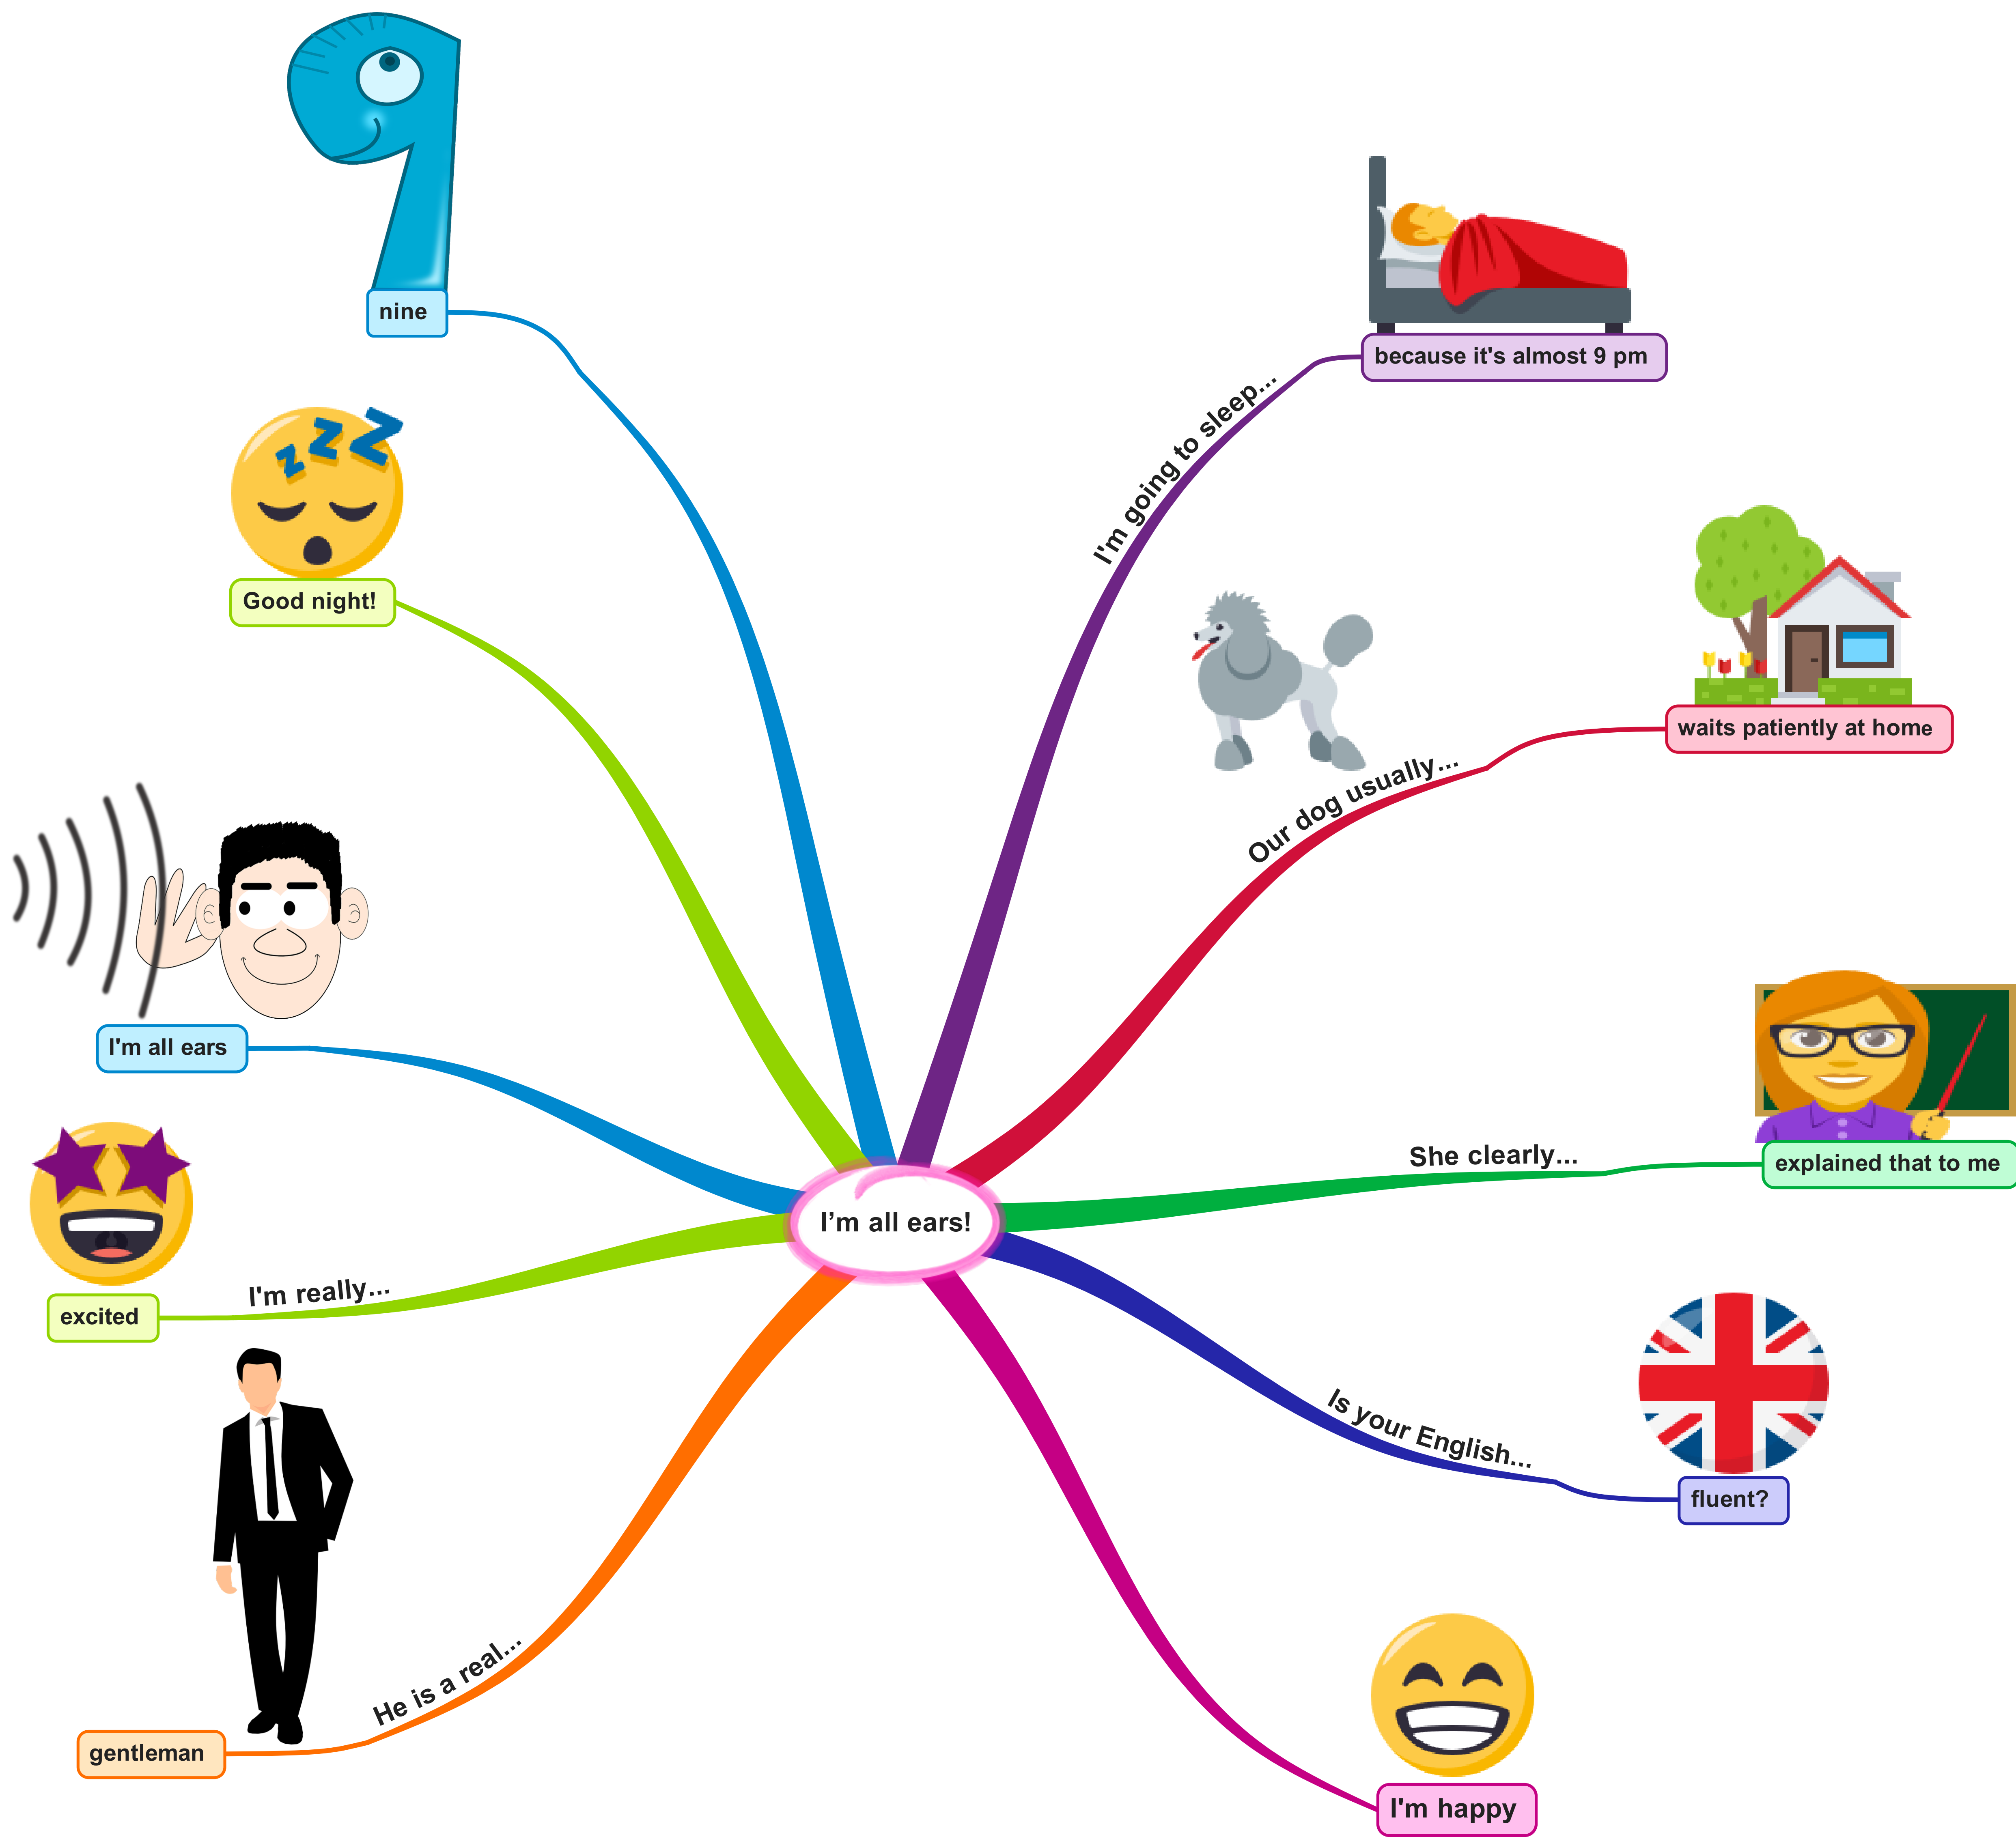 I’m all ears!
I'm going to sleep...
because it's almost 9 pm
Our dog usually...
waits patiently at home
She clearly...
explained that to me
Is your English...
fluent?
I'm happy
He is a real...
gentleman
I'm really...
excited
I'm all ears
Good night!
zzZ
nine